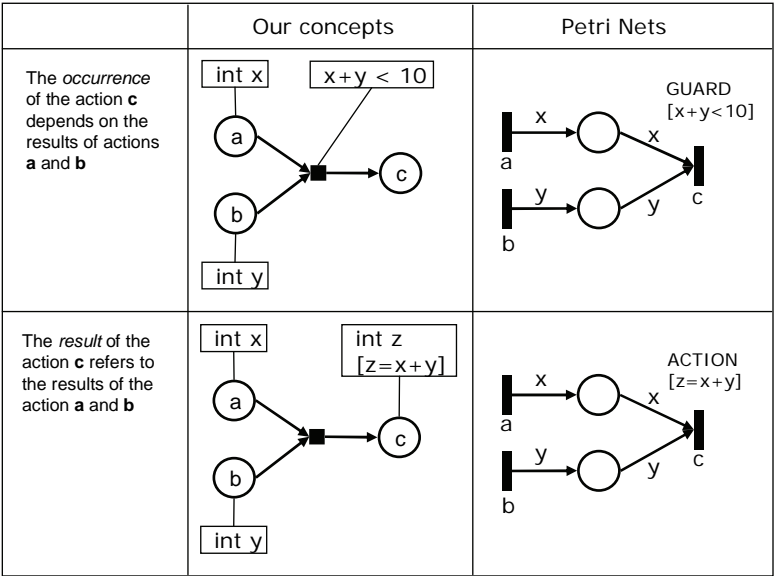 Our concepts
Petri Nets
The occurrence
of the action c
depends on the
results of actions
a and b
int x
x+y < 10
a
b
c
int y
GUARD
[x+y<10]
x
x
a
y
y
c
b
The result of the
action c refers to
the results of the
action a and b
int x
int z
[z=x+y]
a
b
c
int y
ACTION
[z=x+y]
x
x
a
y
y
c
b